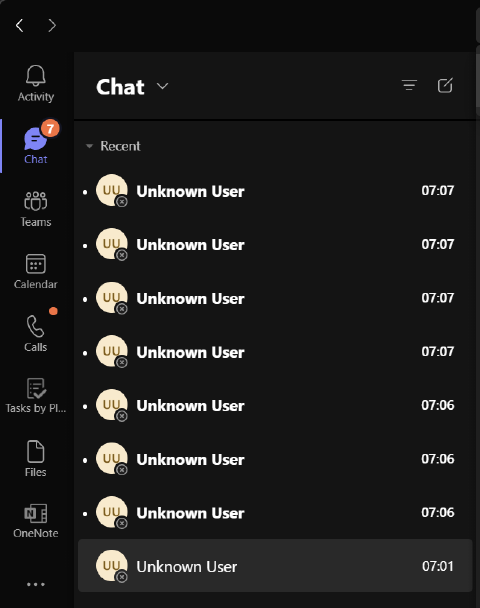 Activity
7
Chat
Teams
Calendar
Calls
Tasks by Pl...
Files
N
OneNote
Chat
Recent
UU Unknown User 07:07
UU Unknown User 07:07
UU Unknown User 07:07
UU Unknown User 07:07
UU Unknown User 07:06
UU Unknown User 07:06
UU Unknown User 07:06
UU Unknown User 07:01